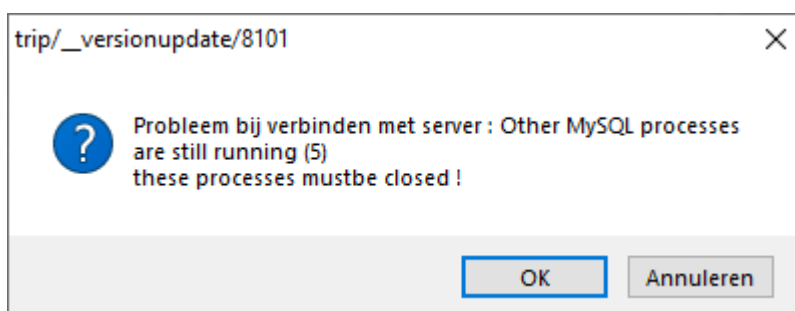 trip/__versionupdate/8101
Probleem bij verbinden met server : Other MySQL processes
are still running (5)
these processes mustbe closed !
OK
Annuleren